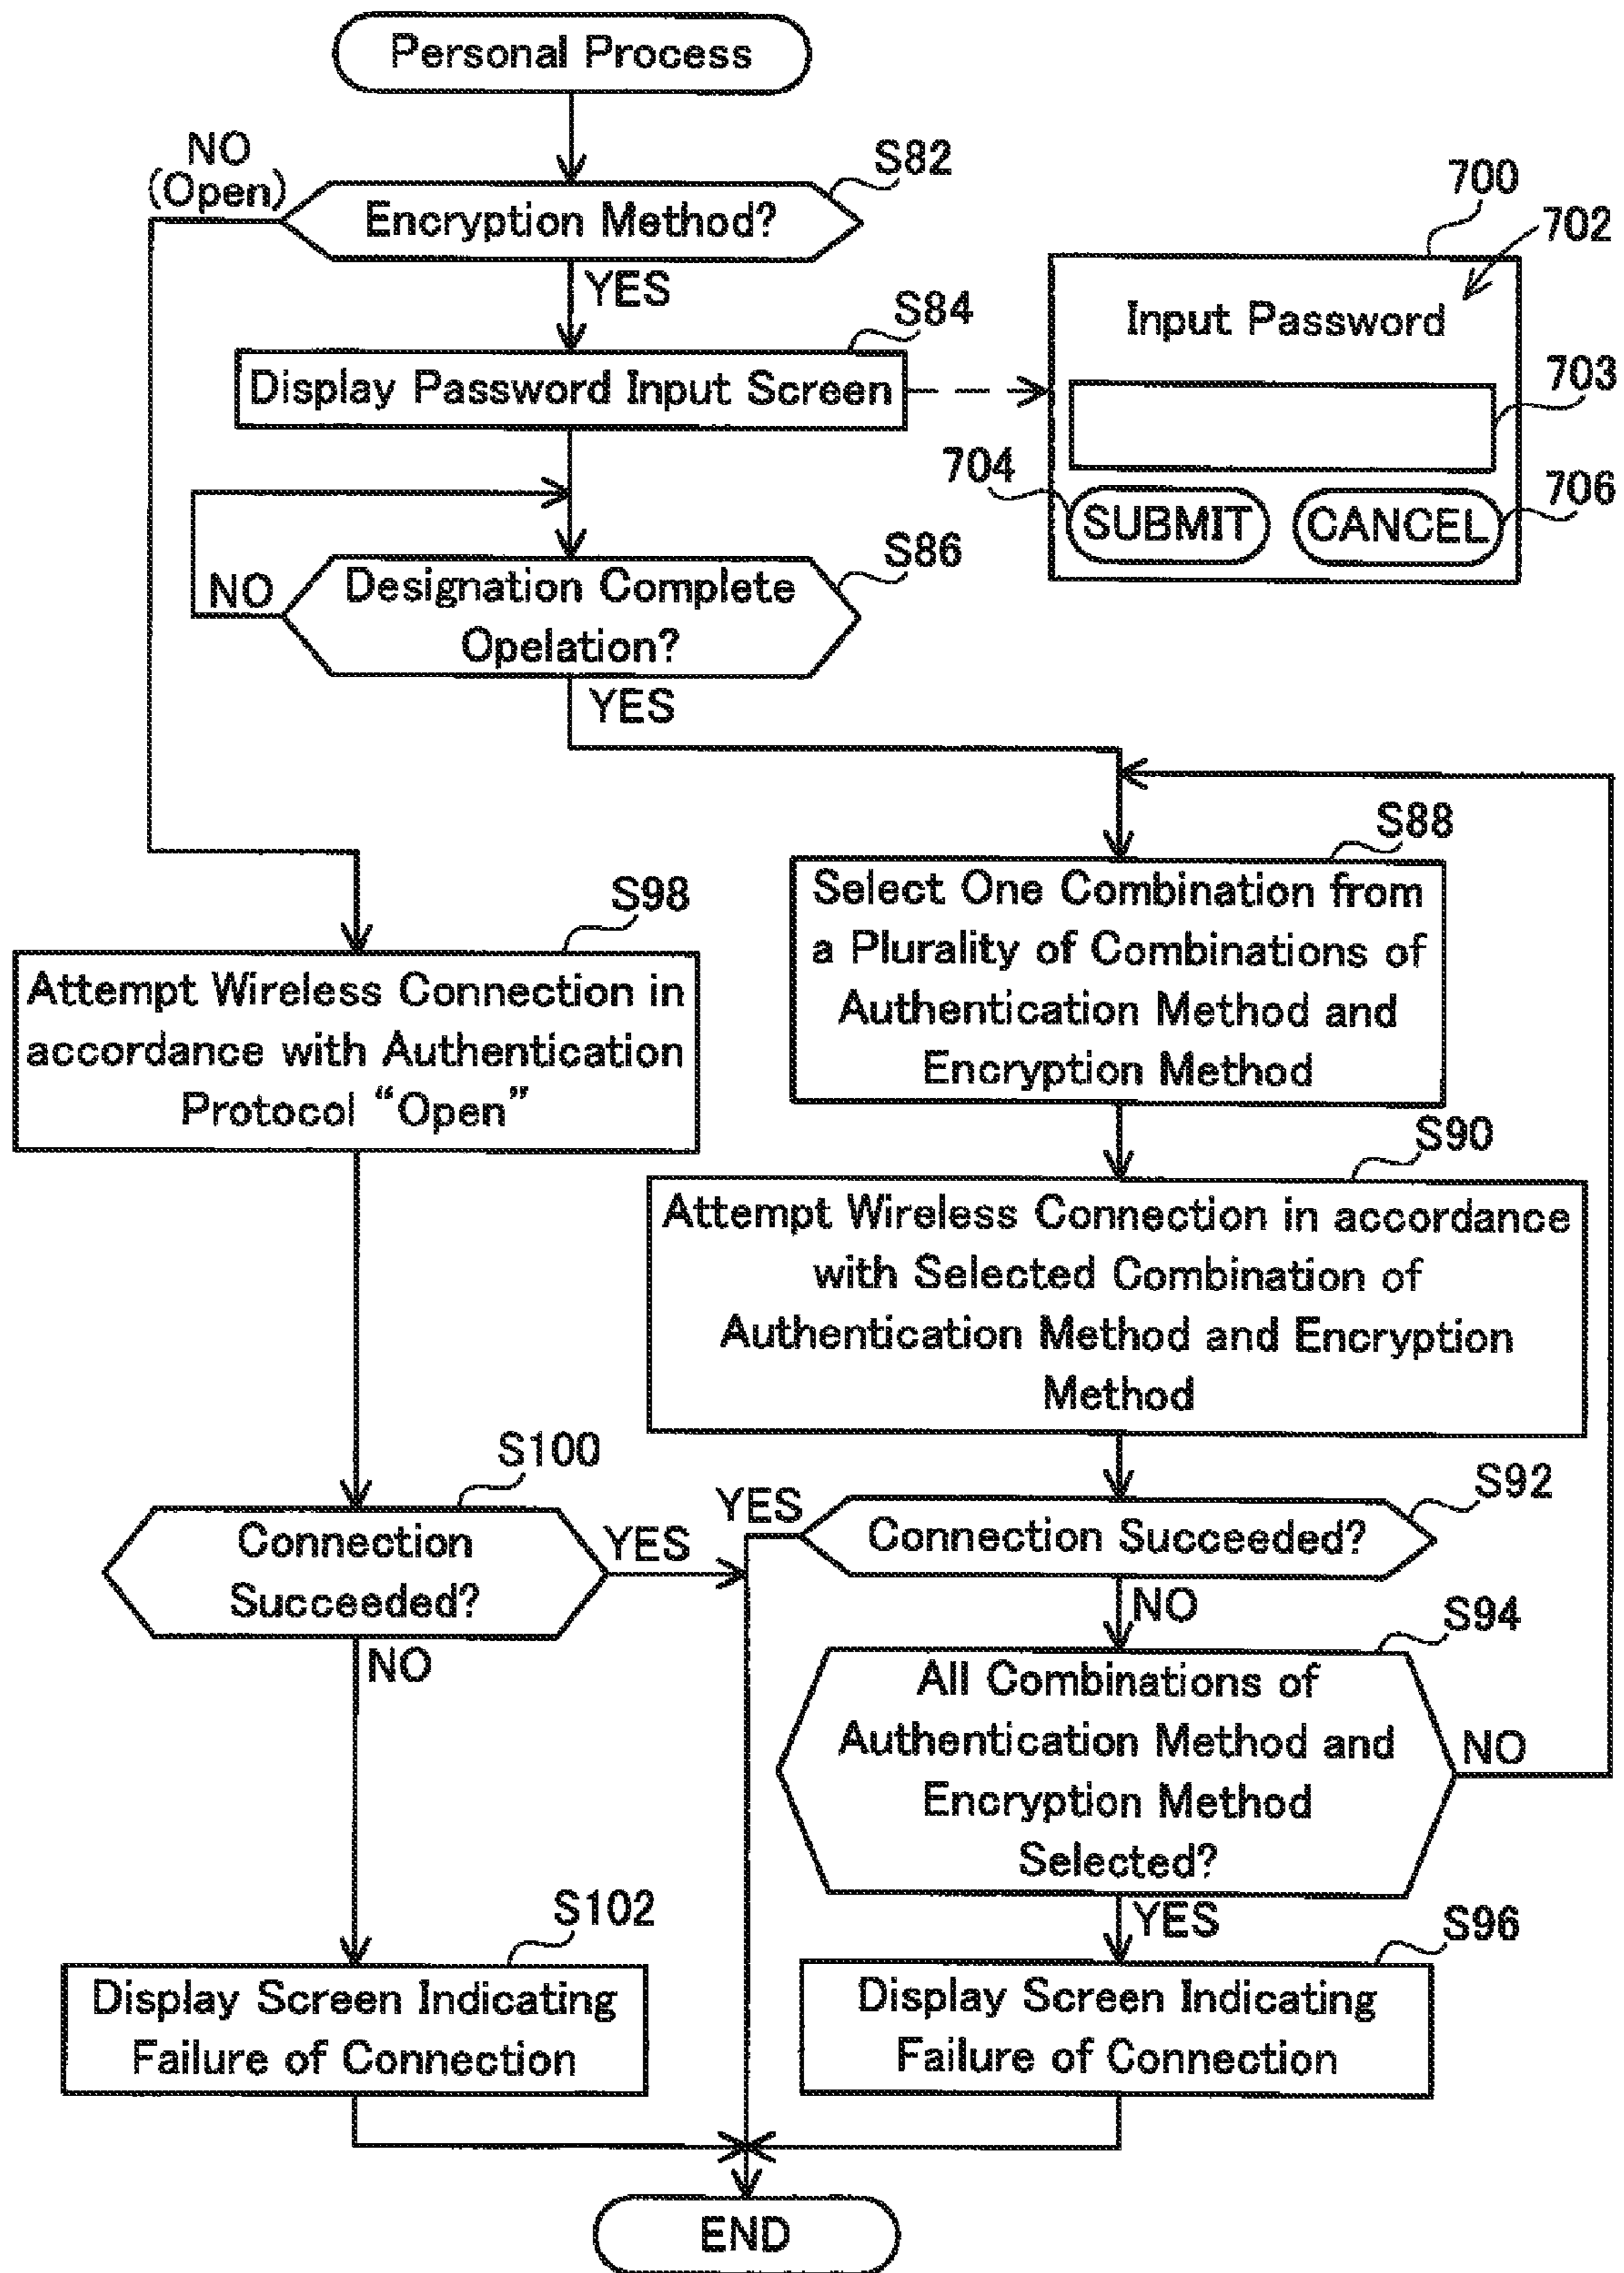 Personal Process
NO
(Open)
S82
Encryption Method?
YES
S84
Display Password Input Screen
700
702
Input Password
703
704
SUBMIT
CANCEL
706
S86
NO
Designation Complete
Opelation?
YES
S88
Select One Combination from
a Plurality of Combinations of
Authentication Method and
Encryption Method
S98
Attempt Wireless Connection in
accordance with Authentication
Protocol “Open”
S90
Attempt Wireless Connection in accordance
with Selected Combination of
Authentication Method and Encryption
Method
S100
Connection
Succeeded?
YES
NO
S92
YES
Connection Succeeded?
NO
S94
All Combinations of
Authentication Method and
Encryption Method
Selected?
NO
YES
S102
Display Screen Indicating
Failure of Connection
S96
Display Screen Indicating
Failure of Connection
END